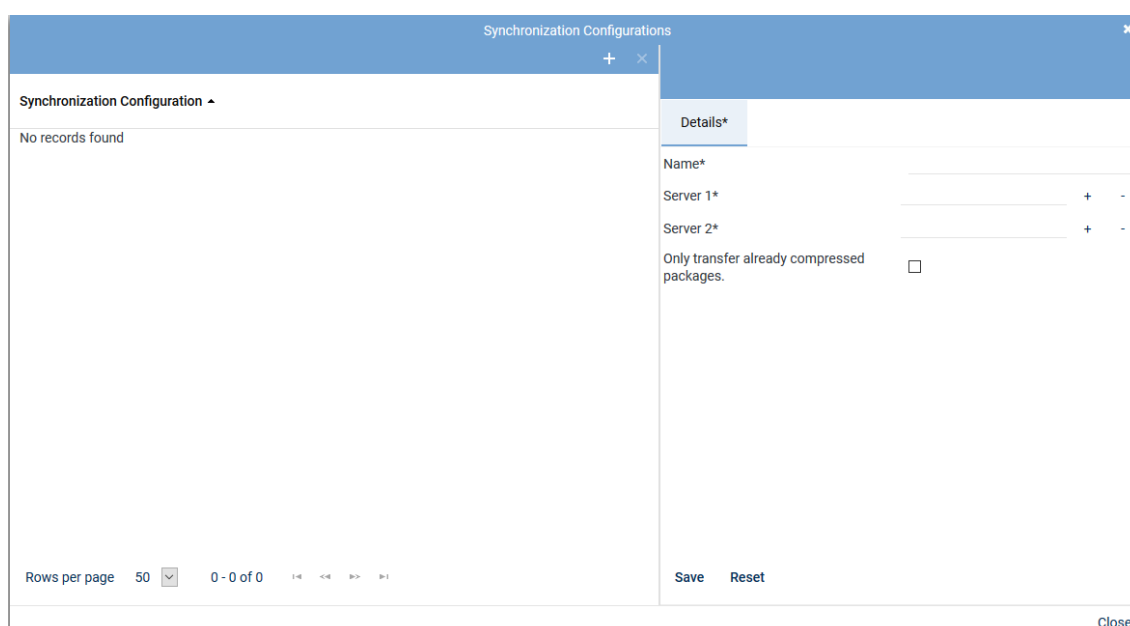 Synchronization Configurations
Synchronization Configuration
No records found
Rows per page 50 0 - 0 of 0
Details*
Name*
Server 1* + -
Server 2* + -
Only transfer already compressed
packages.
Save Reset
Close